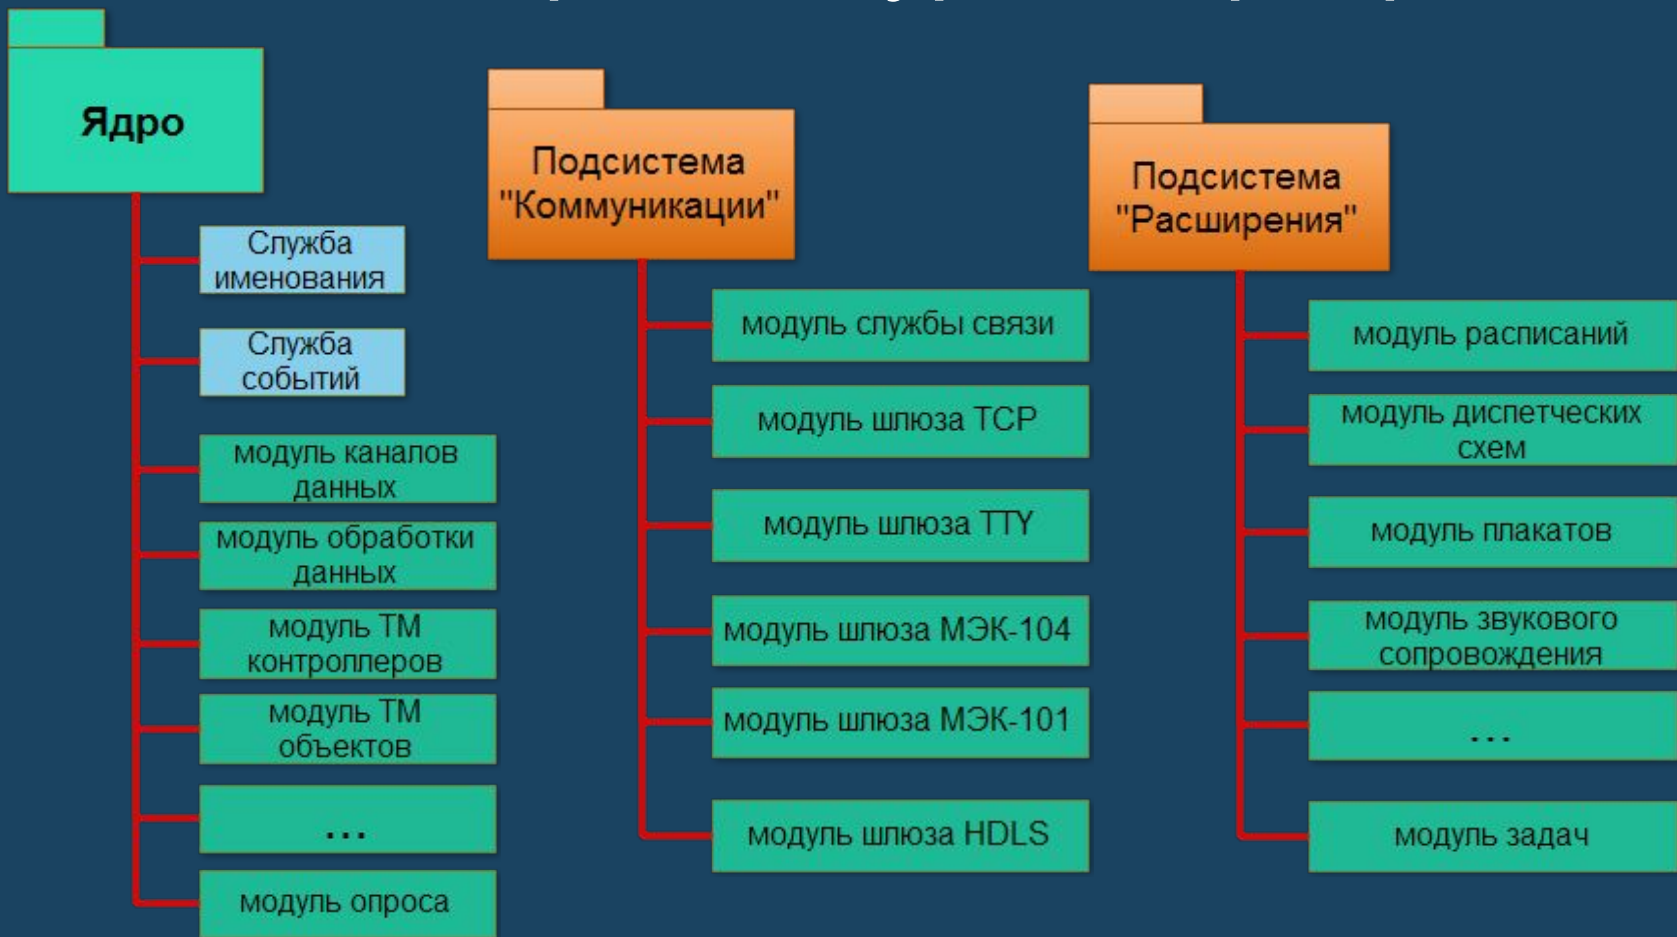 Ядро
Служба
именования
Служба
событий
модуль каналов
данных
модуль обработки
данных
модуль ТМ
контроллеров
модуль ТМ
объектов
...
модуль опроса
Подсистема
"Коммуникации"
модуль службы связи
модуль шлюза TCP
модуль шлюза TTY
модуль шлюза МЭК-104
модуль шлюза МЭК-101
модуль шлюза HDLS
Подсистема
"Расширения"
модуль расписаний
модуль диспетческих
схем
модуль плакатов
модуль звукового
сопровождения
...
модуль задач